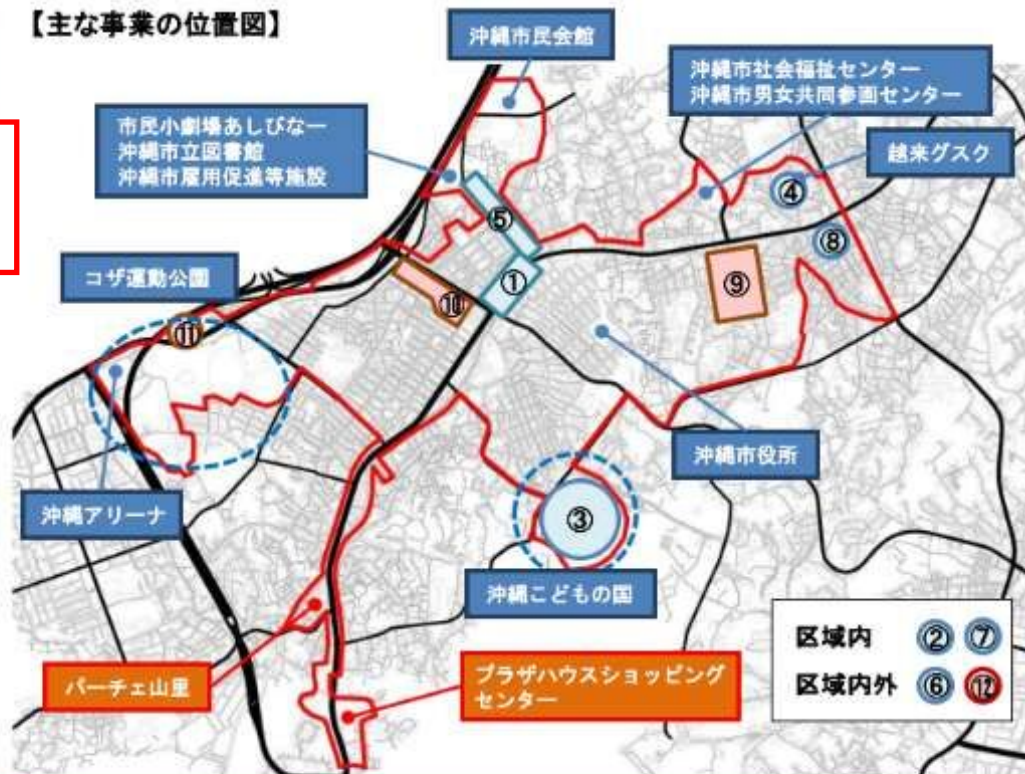 【主な事業の位置図】
沖縄市民会館
沖縄市社会福祉センター
沖縄市男女共同参画センター
市民小劇場あしびなー
沖縄市立図書館
沖縄市雇用促進等施設
越来グスク
④
⑤
⑧
コザ運動公園
①
⑨
⑩
⑪
沖縄市役所
沖縄アリーナ
③
沖縄こどもの国
区域内 ② ⑦
区域内外 ⑥ ⑫
パーチェ山里
プラザハウスショッピング
センター